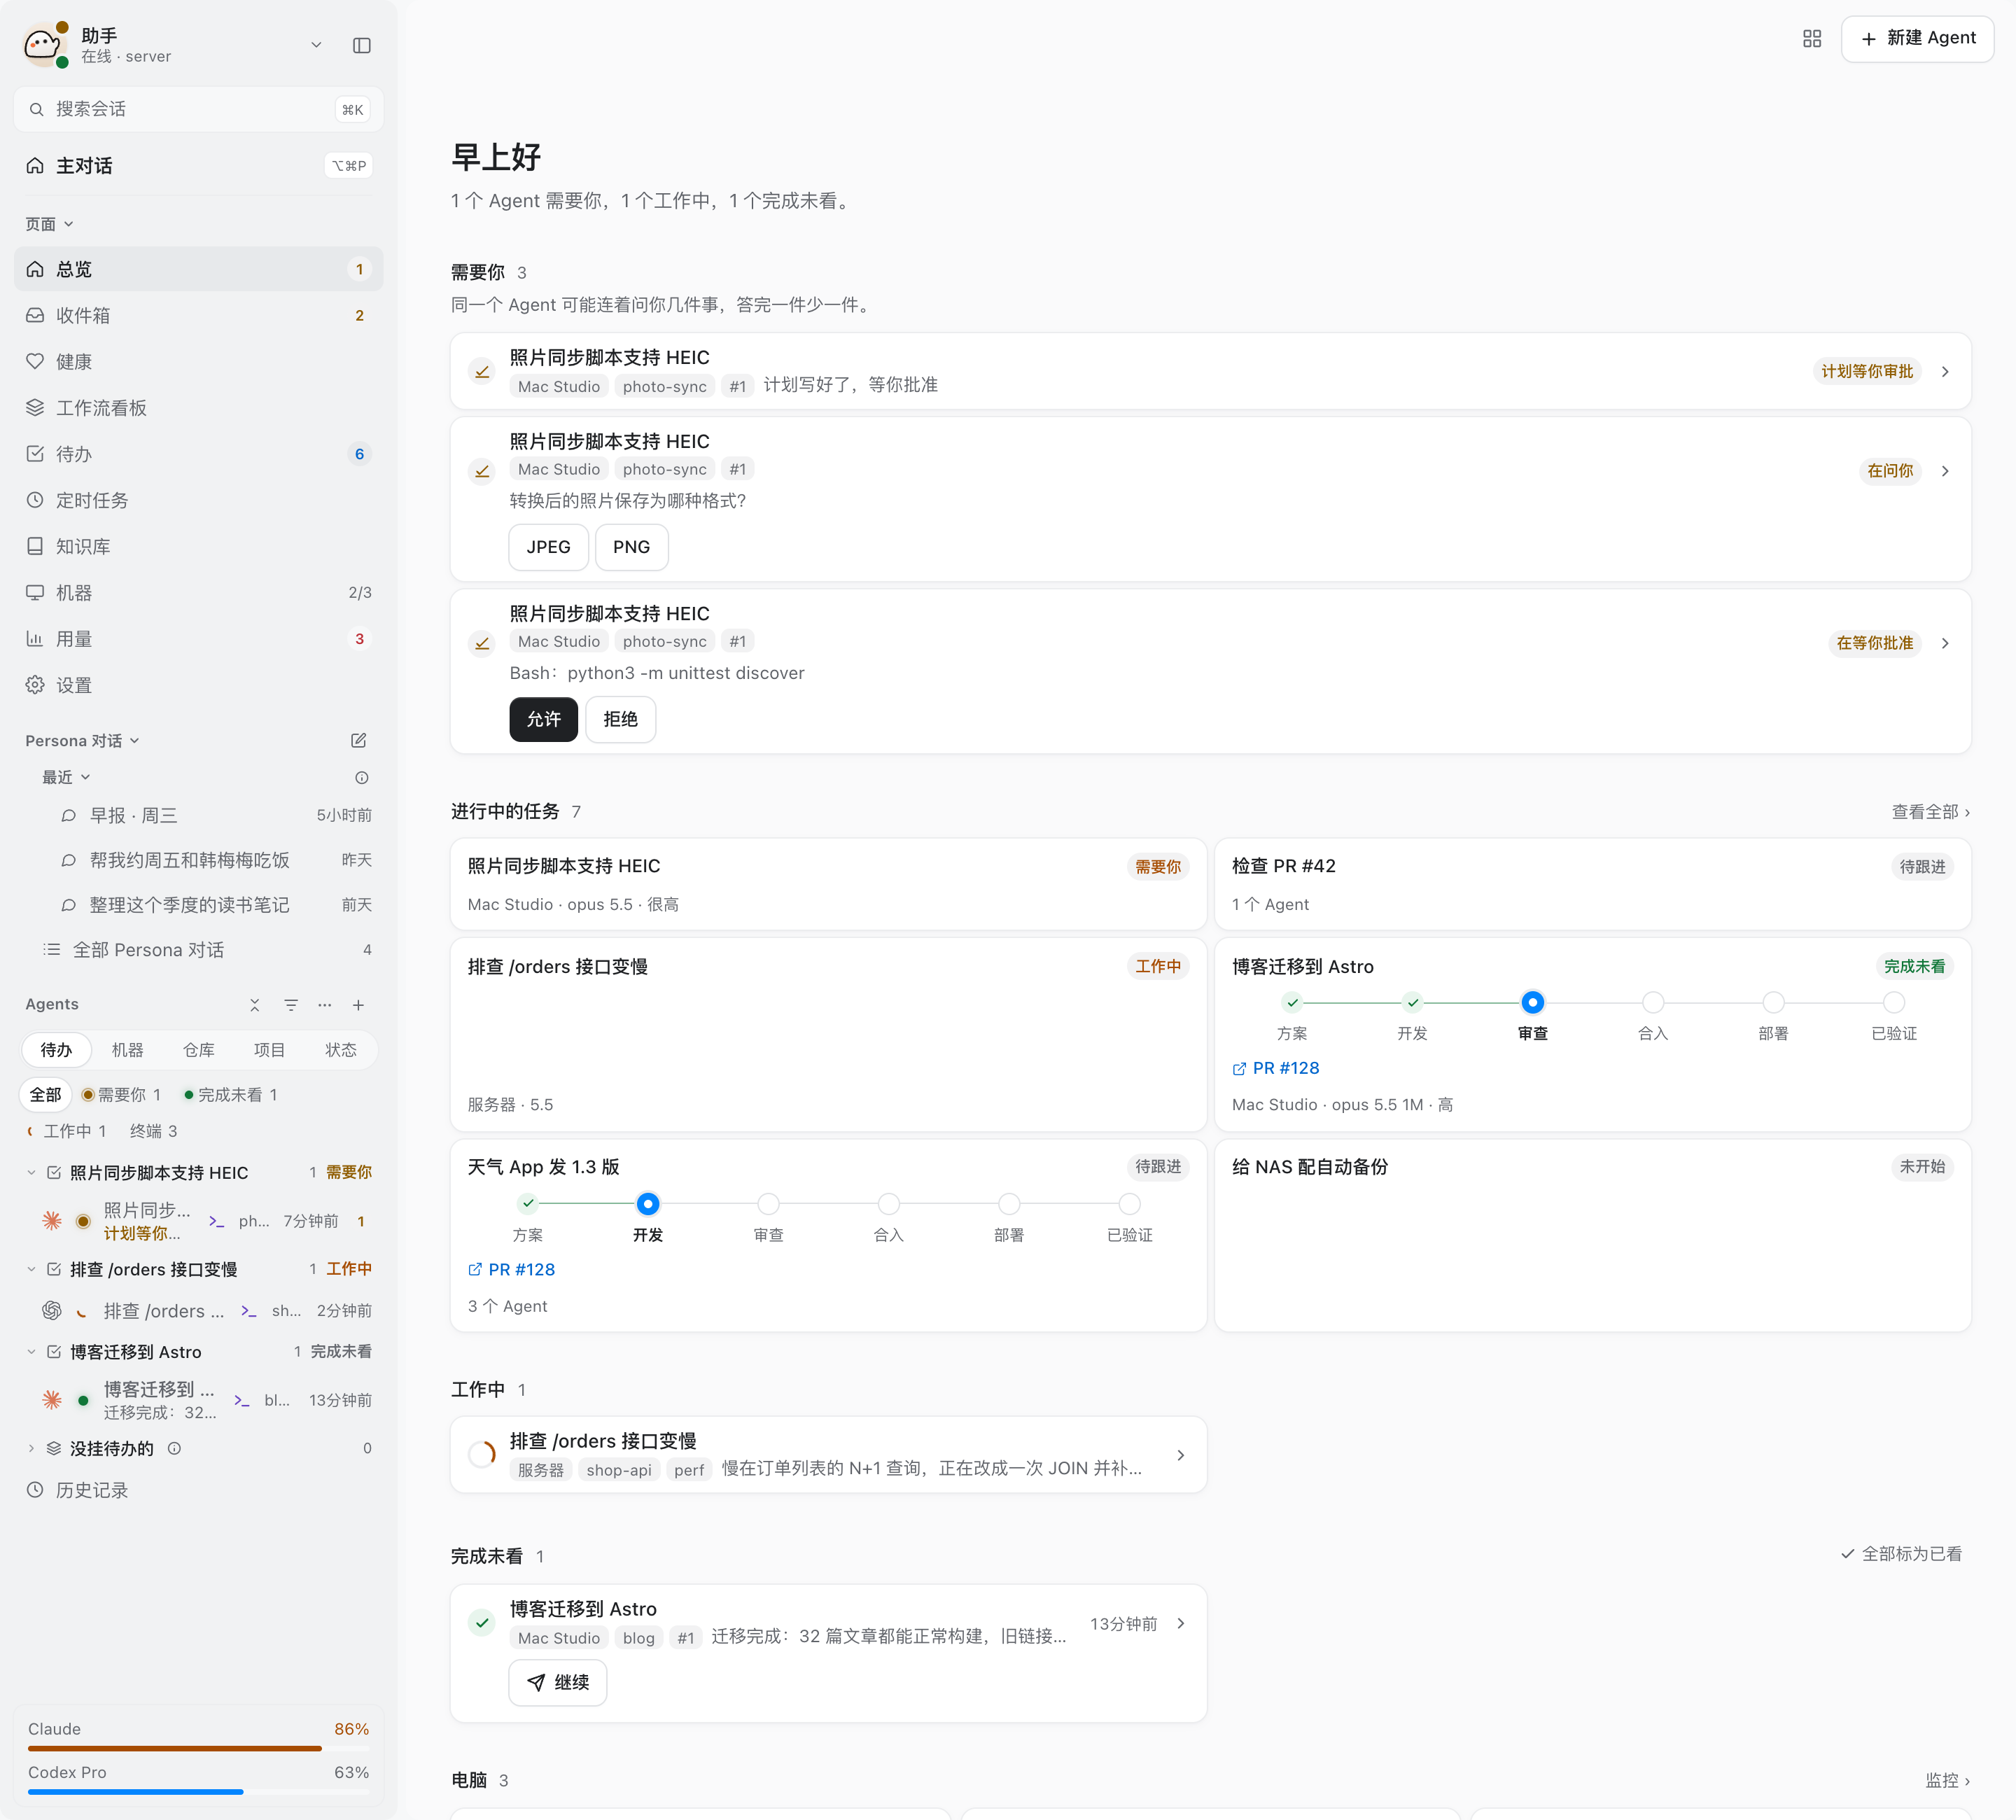 助手
在线 · server
搜索会话 ⌘K
主对话 ⌥⌘P
页面
总览 1
收件箱 2
健康
工作流看板
待办 6
定时任务
知识库
机器 2/3
用量 3
设置
Persona 对话
最近
早报 · 周三 5小时前
帮我约周五和韩梅梅吃饭 昨天
整理这个季度的读书笔记 前天
全部 Persona 对话 4
Agents
待办 机器 仓库 项目 状态
全部 需要你 1 完成未看 1
工作中 1 终端 3
照片同步脚本支持 HEIC 1 需要你
照片同步... ph... 7分钟前 1
计划等你...
排查 /orders 接口变慢 1 工作中
排查 /orders ... sh... 2分钟前
博客迁移到 Astro 1 完成未看
博客迁移到 ... bl... 13分钟前
迁移完成：32...
没挂待办的 0
历史记录
Claude 86%
Codex Pro 63%
新建 Agent
早上好
1 个 Agent 需要你，1 个工作中，1 个完成未看。
需要你 3
同一个 Agent 可能连着问你几件事，答完一件少一件。
照片同步脚本支持 HEIC
Mac Studio photo-sync #1 计划写好了，等你批准
计划等你审批
照片同步脚本支持 HEIC
Mac Studio photo-sync #1
在问你
转换后的照片保存为哪种格式？
JPEG PNG
照片同步脚本支持 HEIC
Mac Studio photo-sync #1
在等你批准
Bash：python3 -m unittest discover
允许 拒绝
进行中的任务 7 查看全部 ›
照片同步脚本支持 HEIC 需要你
Mac Studio · opus 5.5 · 很高
检查 PR #42 待跟进
1 个 Agent
排查 /orders 接口变慢 工作中
服务器 · 5.5
博客迁移到 Astro 完成未看
方案 开发 审查 合入 部署 已验证
PR #128
Mac Studio · opus 5.5 1M · 高
天气 App 发 1.3 版 待跟进
方案 开发 审查 合入 部署 已验证
PR #128
3 个 Agent
给 NAS 配自动备份 未开始
工作中 1
排查 /orders 接口变慢
服务器 shop-api perf 慢在订单列表的 N+1 查询，正在改成一次 JOIN 并补...
完成未看 1 全部标为已看
博客迁移到 Astro
Mac Studio blog #1 迁移完成：32 篇文章都能正常构建，旧链接... 13分钟前
继续
电脑 3 监控 ›